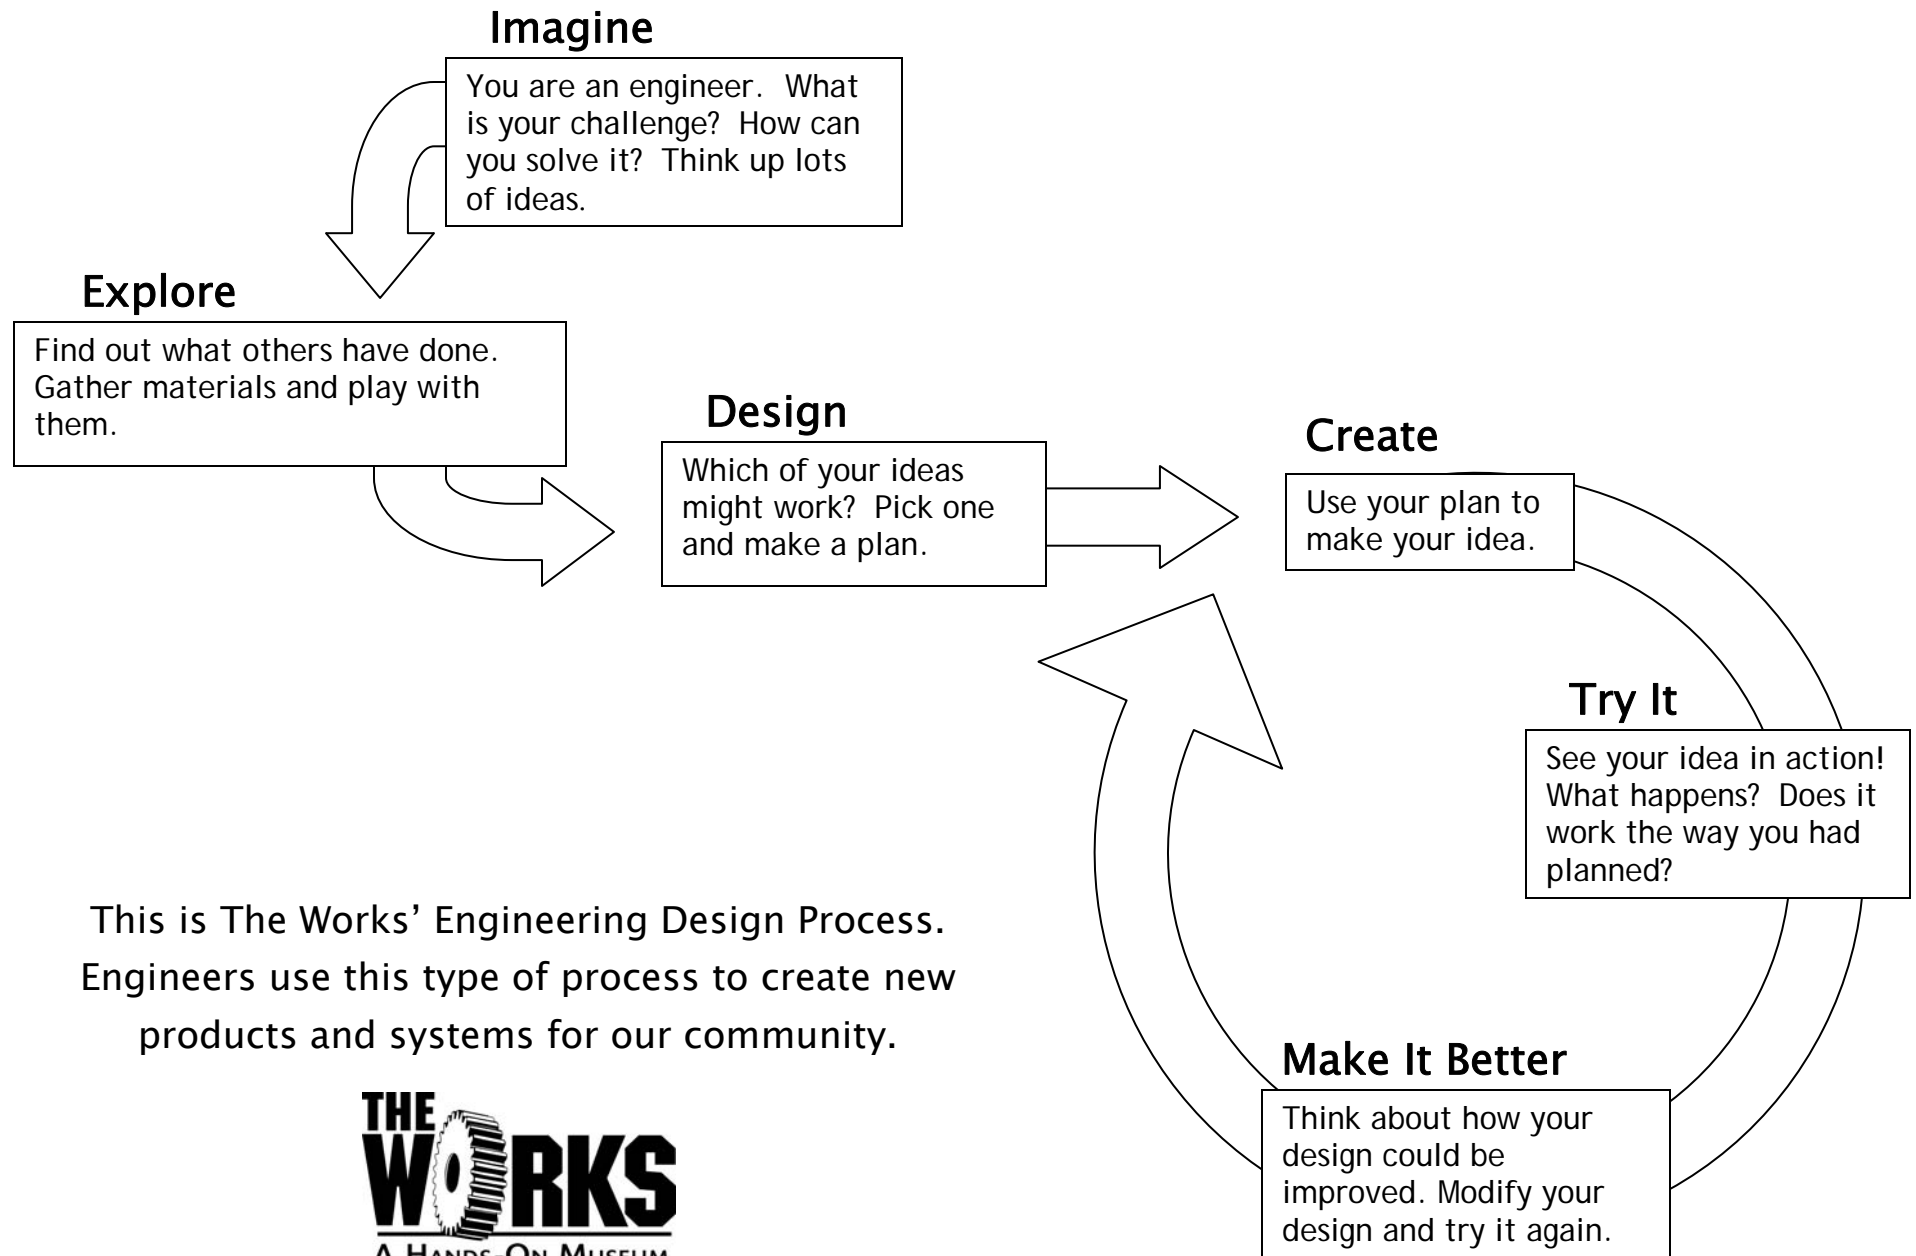 Imagine
You are an engineer.  What
is your challenge?  How can
you solve it?  Think up lots
of ideas.
Explore
Find out what others have done.
Gather materials and play with
them.
Design
Which of your ideas
might work?  Pick one
and make a plan.
Create
Use your plan to
make your idea.
Try It
See your idea in action!
What happens?  Does it
work the way you had
planned?
Make It Better
Think about how your
design could be
improved. Modify your
design and try it again.
This is The Works’ Engineering Design Process.
Engineers use this type of process to create new
products and systems for our community.
THE
WORKS
A HANDS-ON MUSEUM